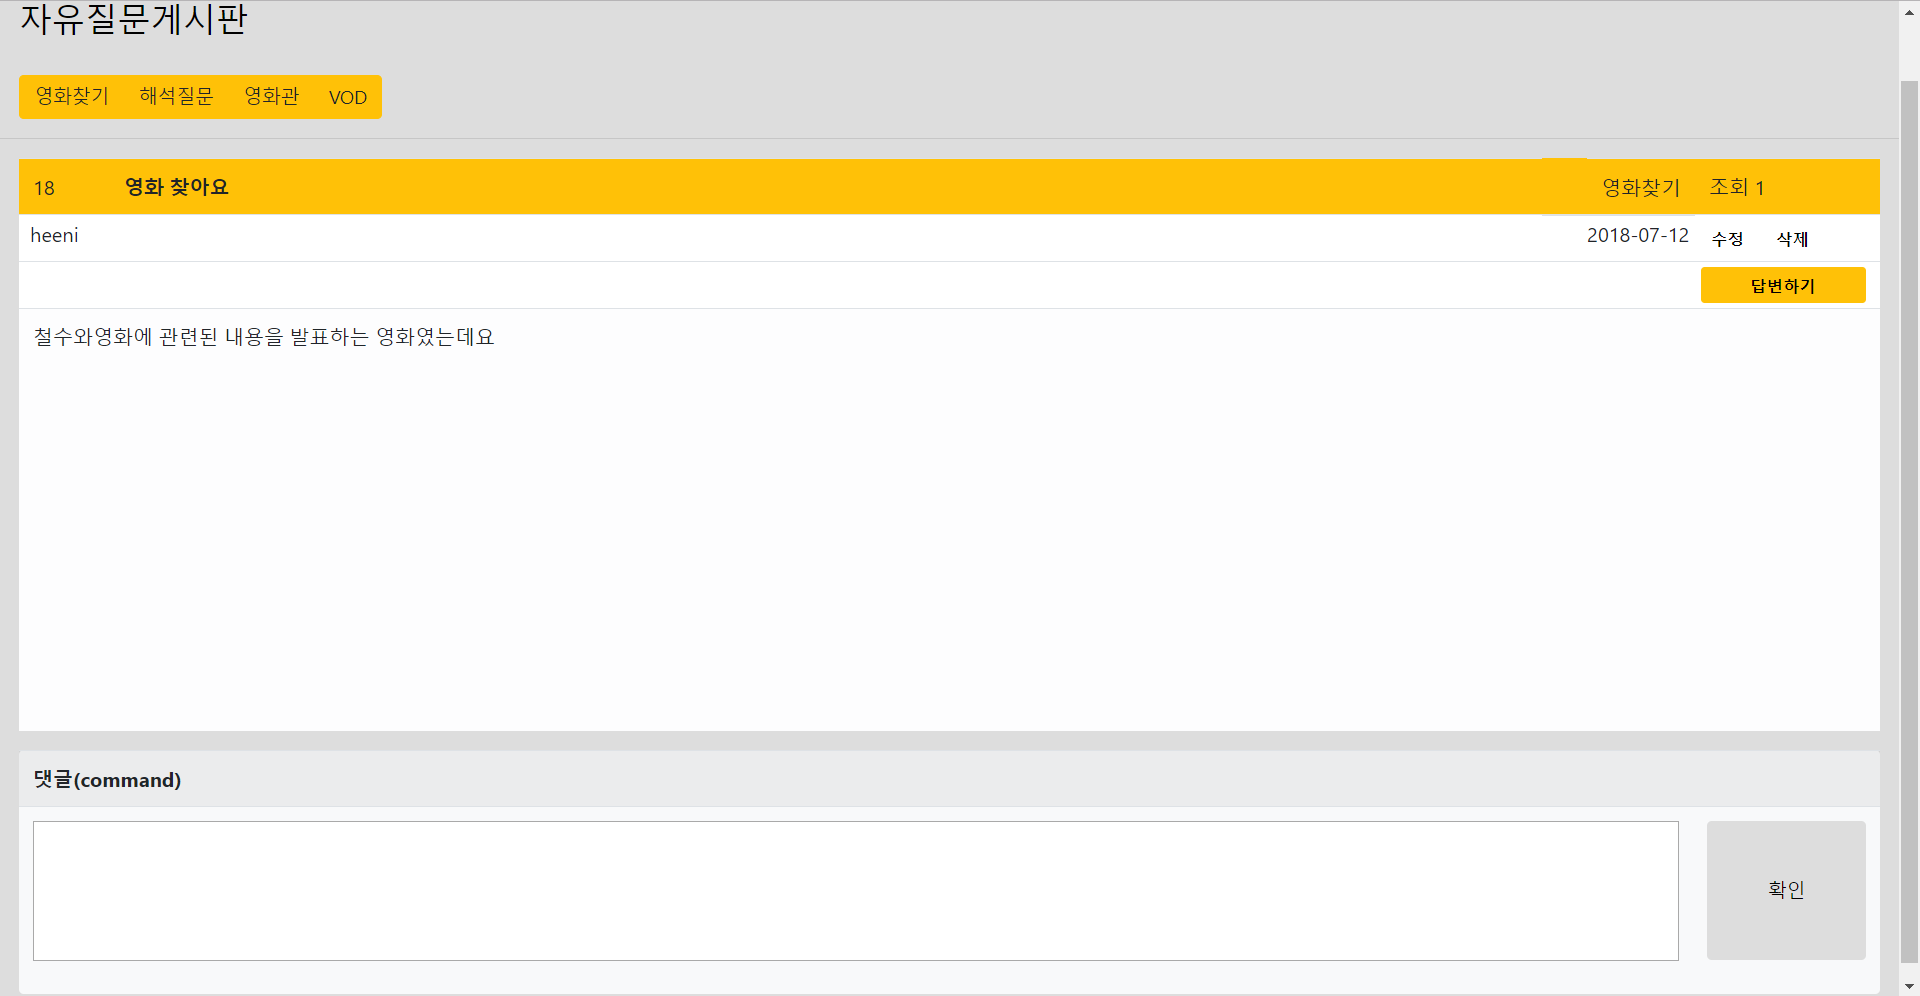 자유질문게시판
영화찾기 해석질문 영화관 VOD
18 영화 찾아요 영화찾기 조회 1
heeni 2018-07-12 수정 삭제
답변하기
철수와영화에 관련된 내용을 발표하는 영화였는데요
댓글(command)
확인